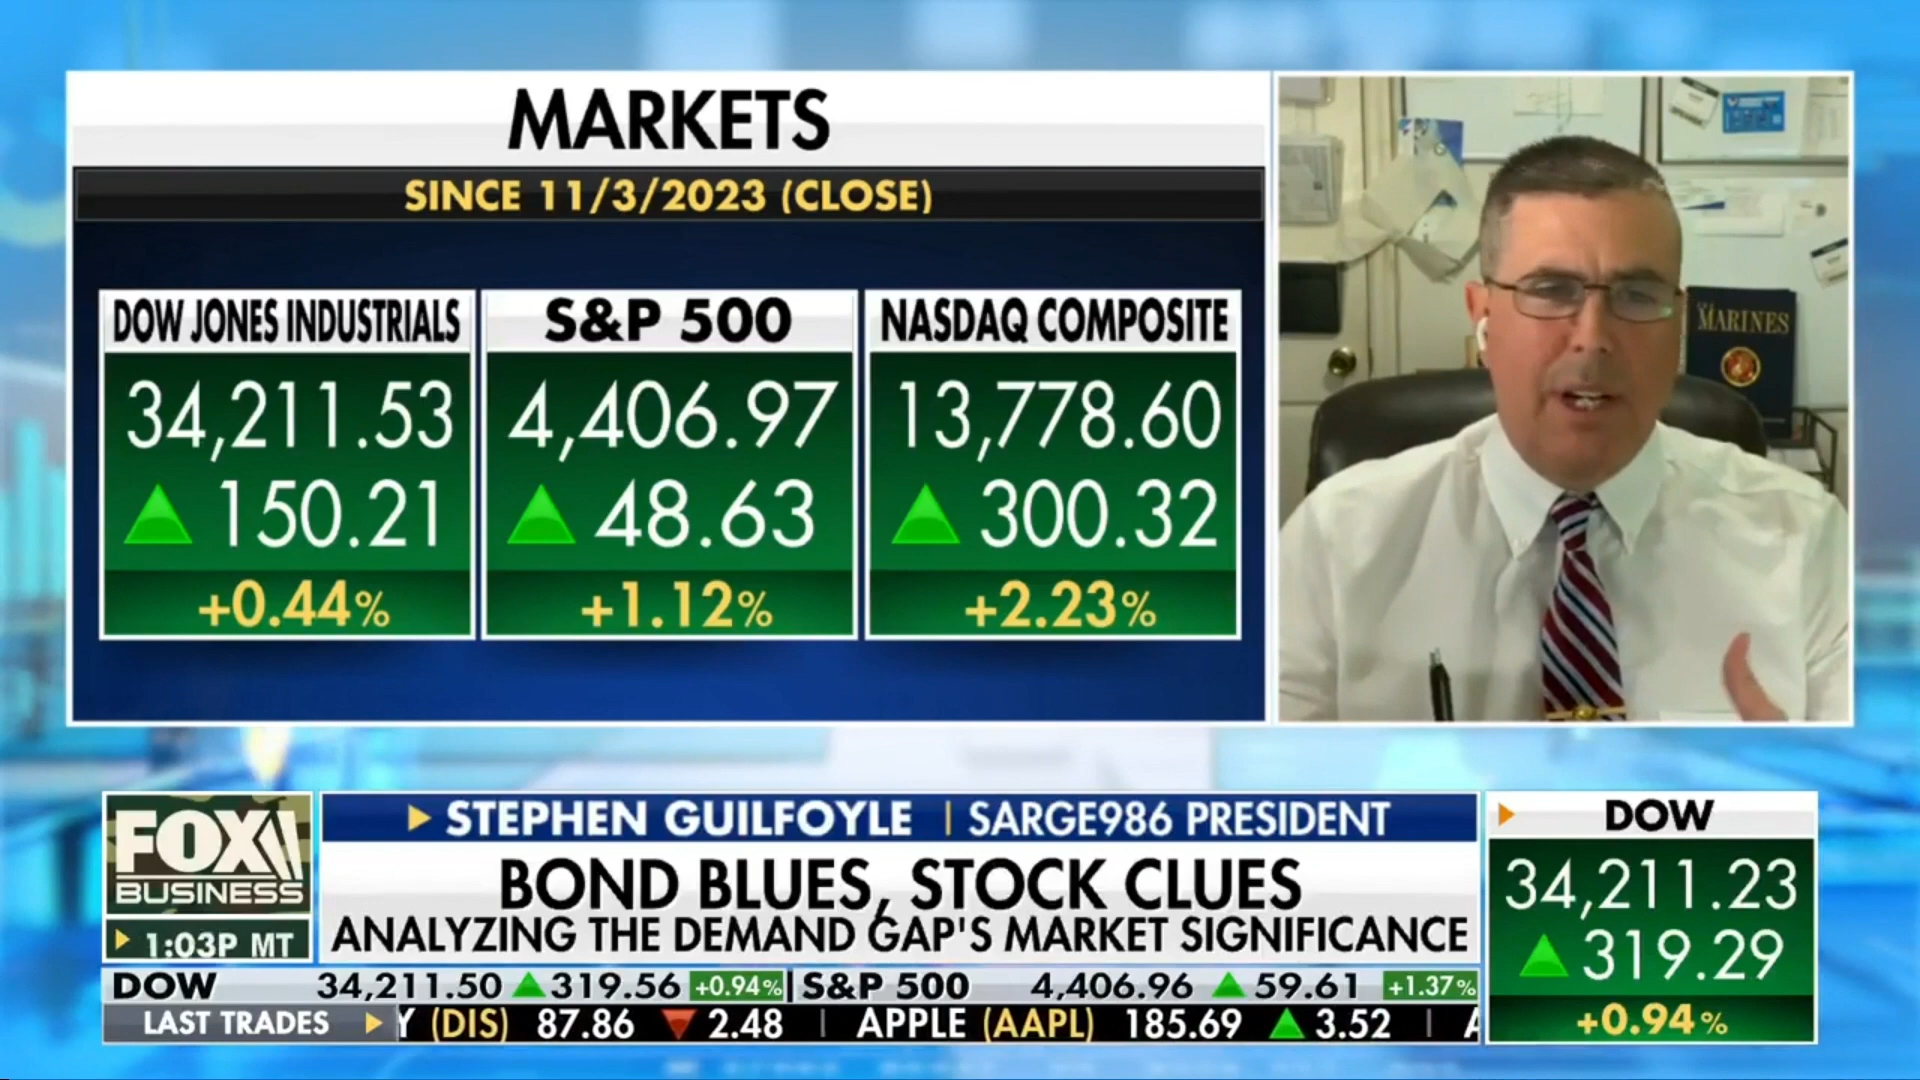 MARKETS
SINCE 11/3/2023 (CLOSE)
DOW JONES INDUSTRIALS
34,211.53
▲ 150.21
+0.44%
S&P 500
4,406.97
▲ 48.63
+1.12%
NASDAQ COMPOSITE
13,778.60
▲ 300.32
+2.23%
MARINES
FOX
BUSINESS
1:03P MT
STEPHEN GUILFOYLE | SARGE986 PRESIDENT
BOND BLUES, STOCK CLUES
ANALYZING THE DEMAND GAP'S MARKET SIGNIFICANCE
DOW
34,211.23
▲ 319.29
+0.94%
DOW 34,211.50 ▲ 319.56 +0.94% | S&P 500 4,406.96 ▲ 59.61 +1.37%
LAST TRADES Y (DIS) 87.86 ▼ 2.48 | APPLE (AAPL) 185.69 ▲ 3.52 |